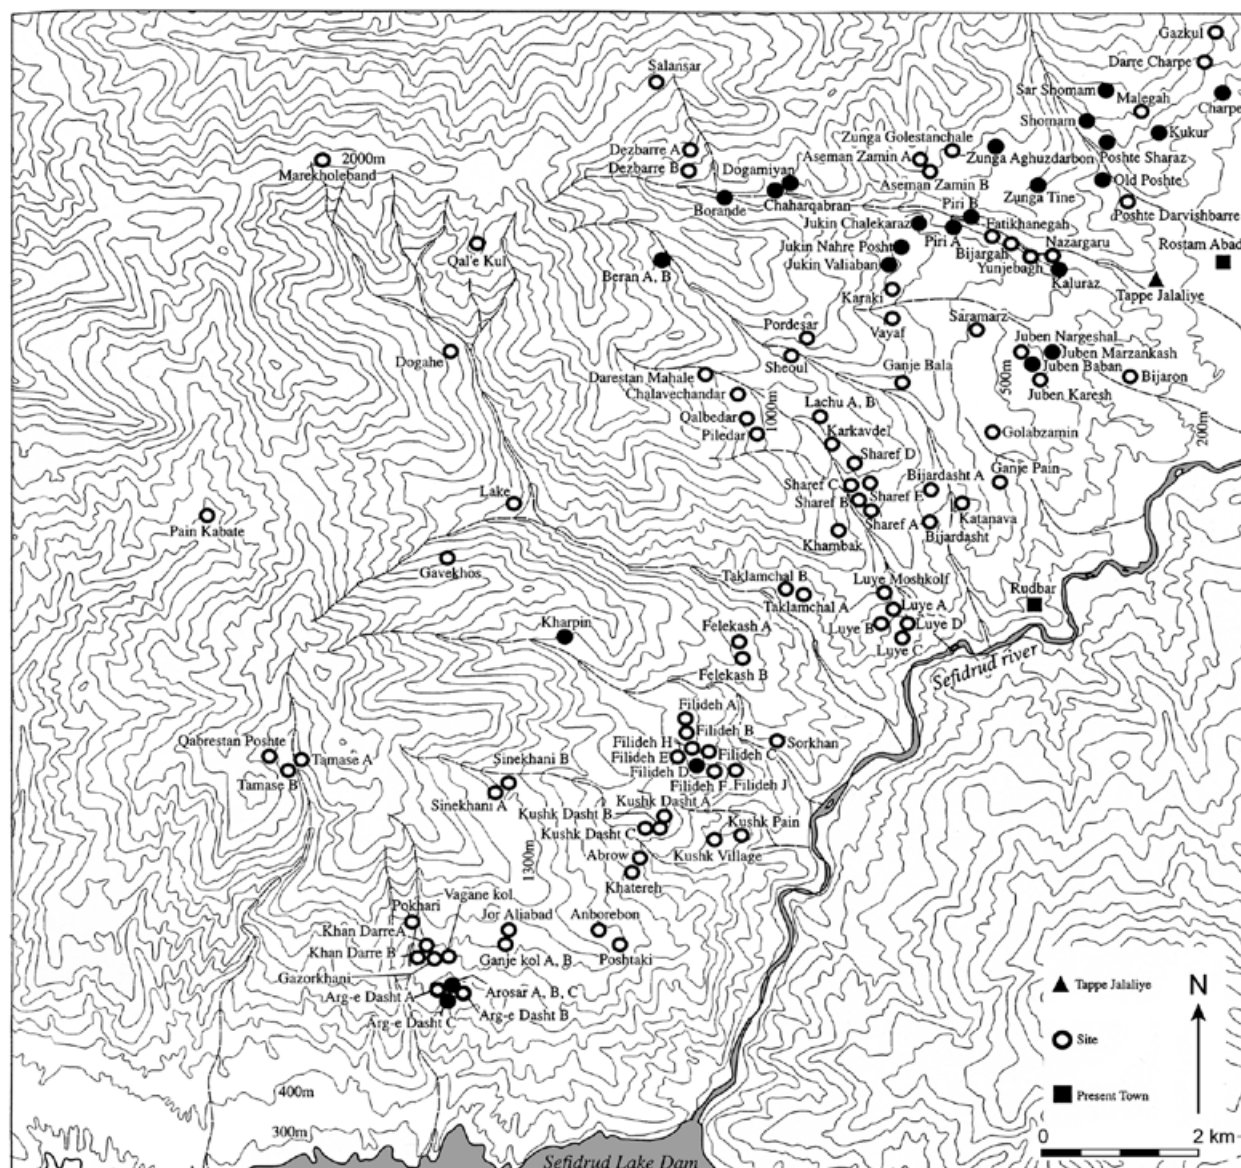 Gazkul
Darre Charpe
Salansar
Sar Shomam
Malegah
Charpe
Shomam
Kukur
Zunga Golestanchale
Dezbarre A
Aseman Zamin A
Zunga Aghuzdarbon
Poshte Sharaz
2000m
Marekholeband
Dezbarre B
Dogamiyan
Aseman Zamin B
Old Poshte
Zunga Tine
Chaharqabran
Borande
Piri B
Poshte Darvishbarre
Jukin Chalekaraz
Fatikhanegah
Piri A
Jukin Nahre Posht
Bijargah
Nazargaru
Rostam Abad
Qal'e Kul
Jukin Valiaban
Yunjebagh
Beran A, B
Kaluraz
Karaki
Tappe Jalaliye
Saramarz
Vayaf
Pordesar
Juben Nargeshal
Juben Marzankash
Dogahe
Sheoul
Ganje Bala
Juben Baban
Darestan Mahale
500m
Bijaron
Chalavechandar
Juben Karesh
1000m
Lachu A, B
Qalbedar
Karkavdel
Golabzamin
200m
Piledar
Sharef D
Ganje Pain
Bijardasht A
Sharef C
Lake
Sharef E
Sharef B
Katanava
Sharef A
Pain Kabate
Khambak
Bijardasht
Gavekhos
Taklamchal B
Luye Moshkolf
Rudbar
Taklamchal A
Luye A
Kharpin
Felekash A
Luye B
Luye D
Luye C
Felekash B
Sefidrud river
Filideh A
Filideh B
Qabrestan Poshte
Filideh H
Sorkhan
Tamase A
Sinekhani B
Filideh E
Filideh C
Filideh D
Tamase B
Filideh F
Filideh J
Sinekhani A
Kushk Dasht A
Kushk Dasht B
Kushk Pain
Kushk Dasht C
Abrow
Kushk Village
1300m
Khatereh
Vagane kol.
Pokhari
Jor Aliabad
Anborebon
Khan Darre A
Khan Darre B
Ganje kol A, B
Poshtaki
Gazorkhani
Arg-e Dasht A
Arosar A, B, C
Arg-e Dasht B
Arg-e Dasht C
400m
300m
Sefidrud Lake Dam
Tappe Jalaliye
N
Site
Present Town
0 2 km